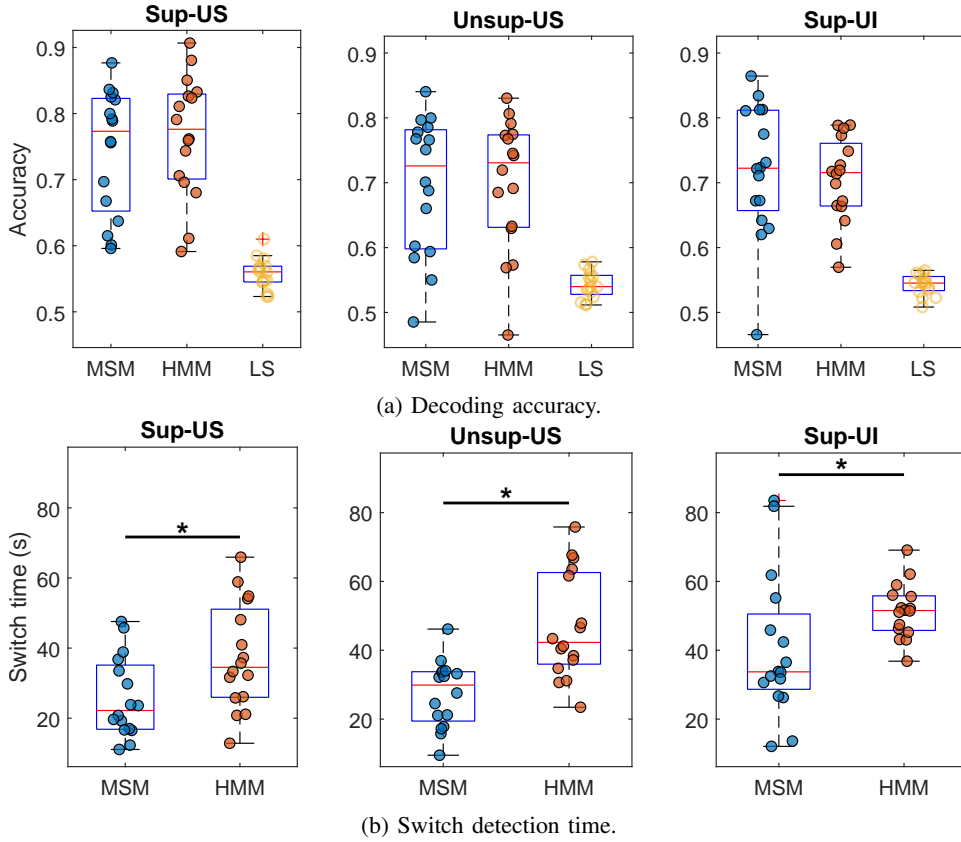 Sup-US
Unsup-US
Sup-UI
Accuracy
0.9
0.8
0.7
0.6
0.5
MSM
HMM
LS
0.9
0.8
0.7
0.6
0.5
MSM
HMM
LS
0.9
0.8
0.7
0.6
0.5
MSM
HMM
LS
(a) Decoding accuracy.
Sup-US
Unsup-US
Sup-UI
Switch time (s)
80
60
40
20
*
MSM
HMM
80
60
40
20
*
MSM
HMM
80
60
40
20
*
MSM
HMM
(b) Switch detection time.